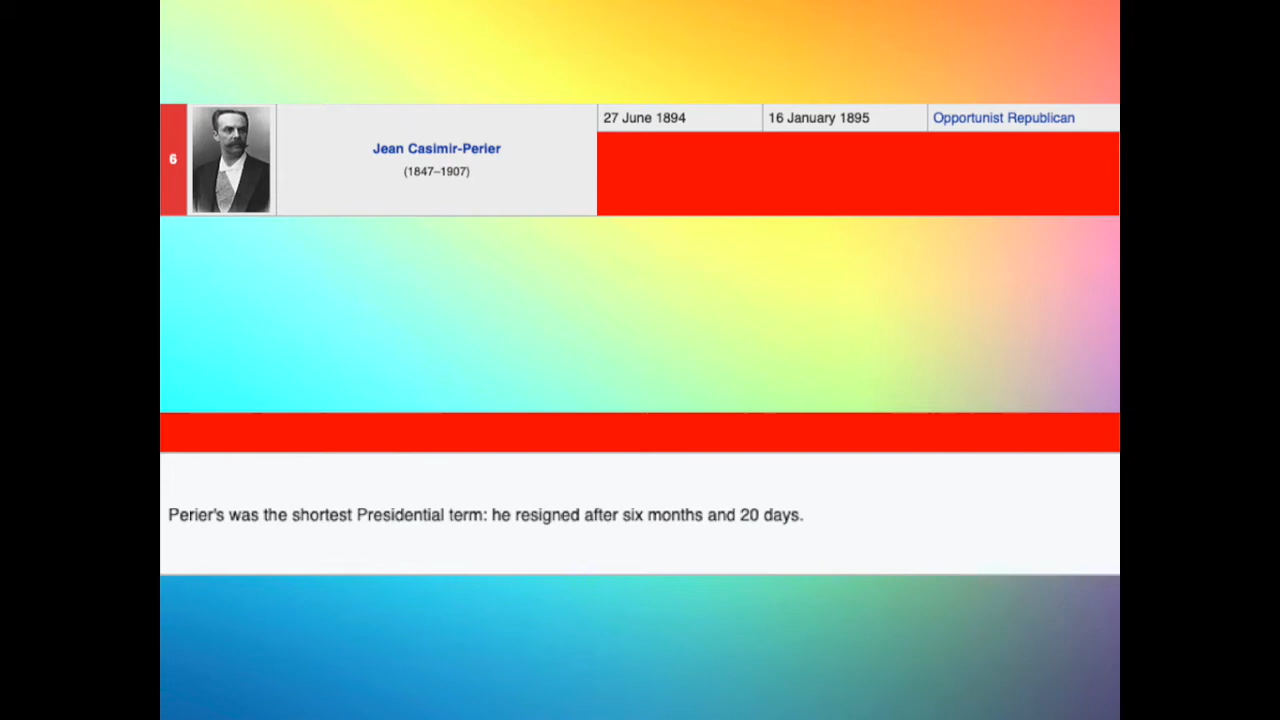 6
Jean Casimir-Perier
(1847–1907)
27 June 1894
16 January 1895
Opportunist Republican
Perier's was the shortest Presidential term: he resigned after six months and 20 days.